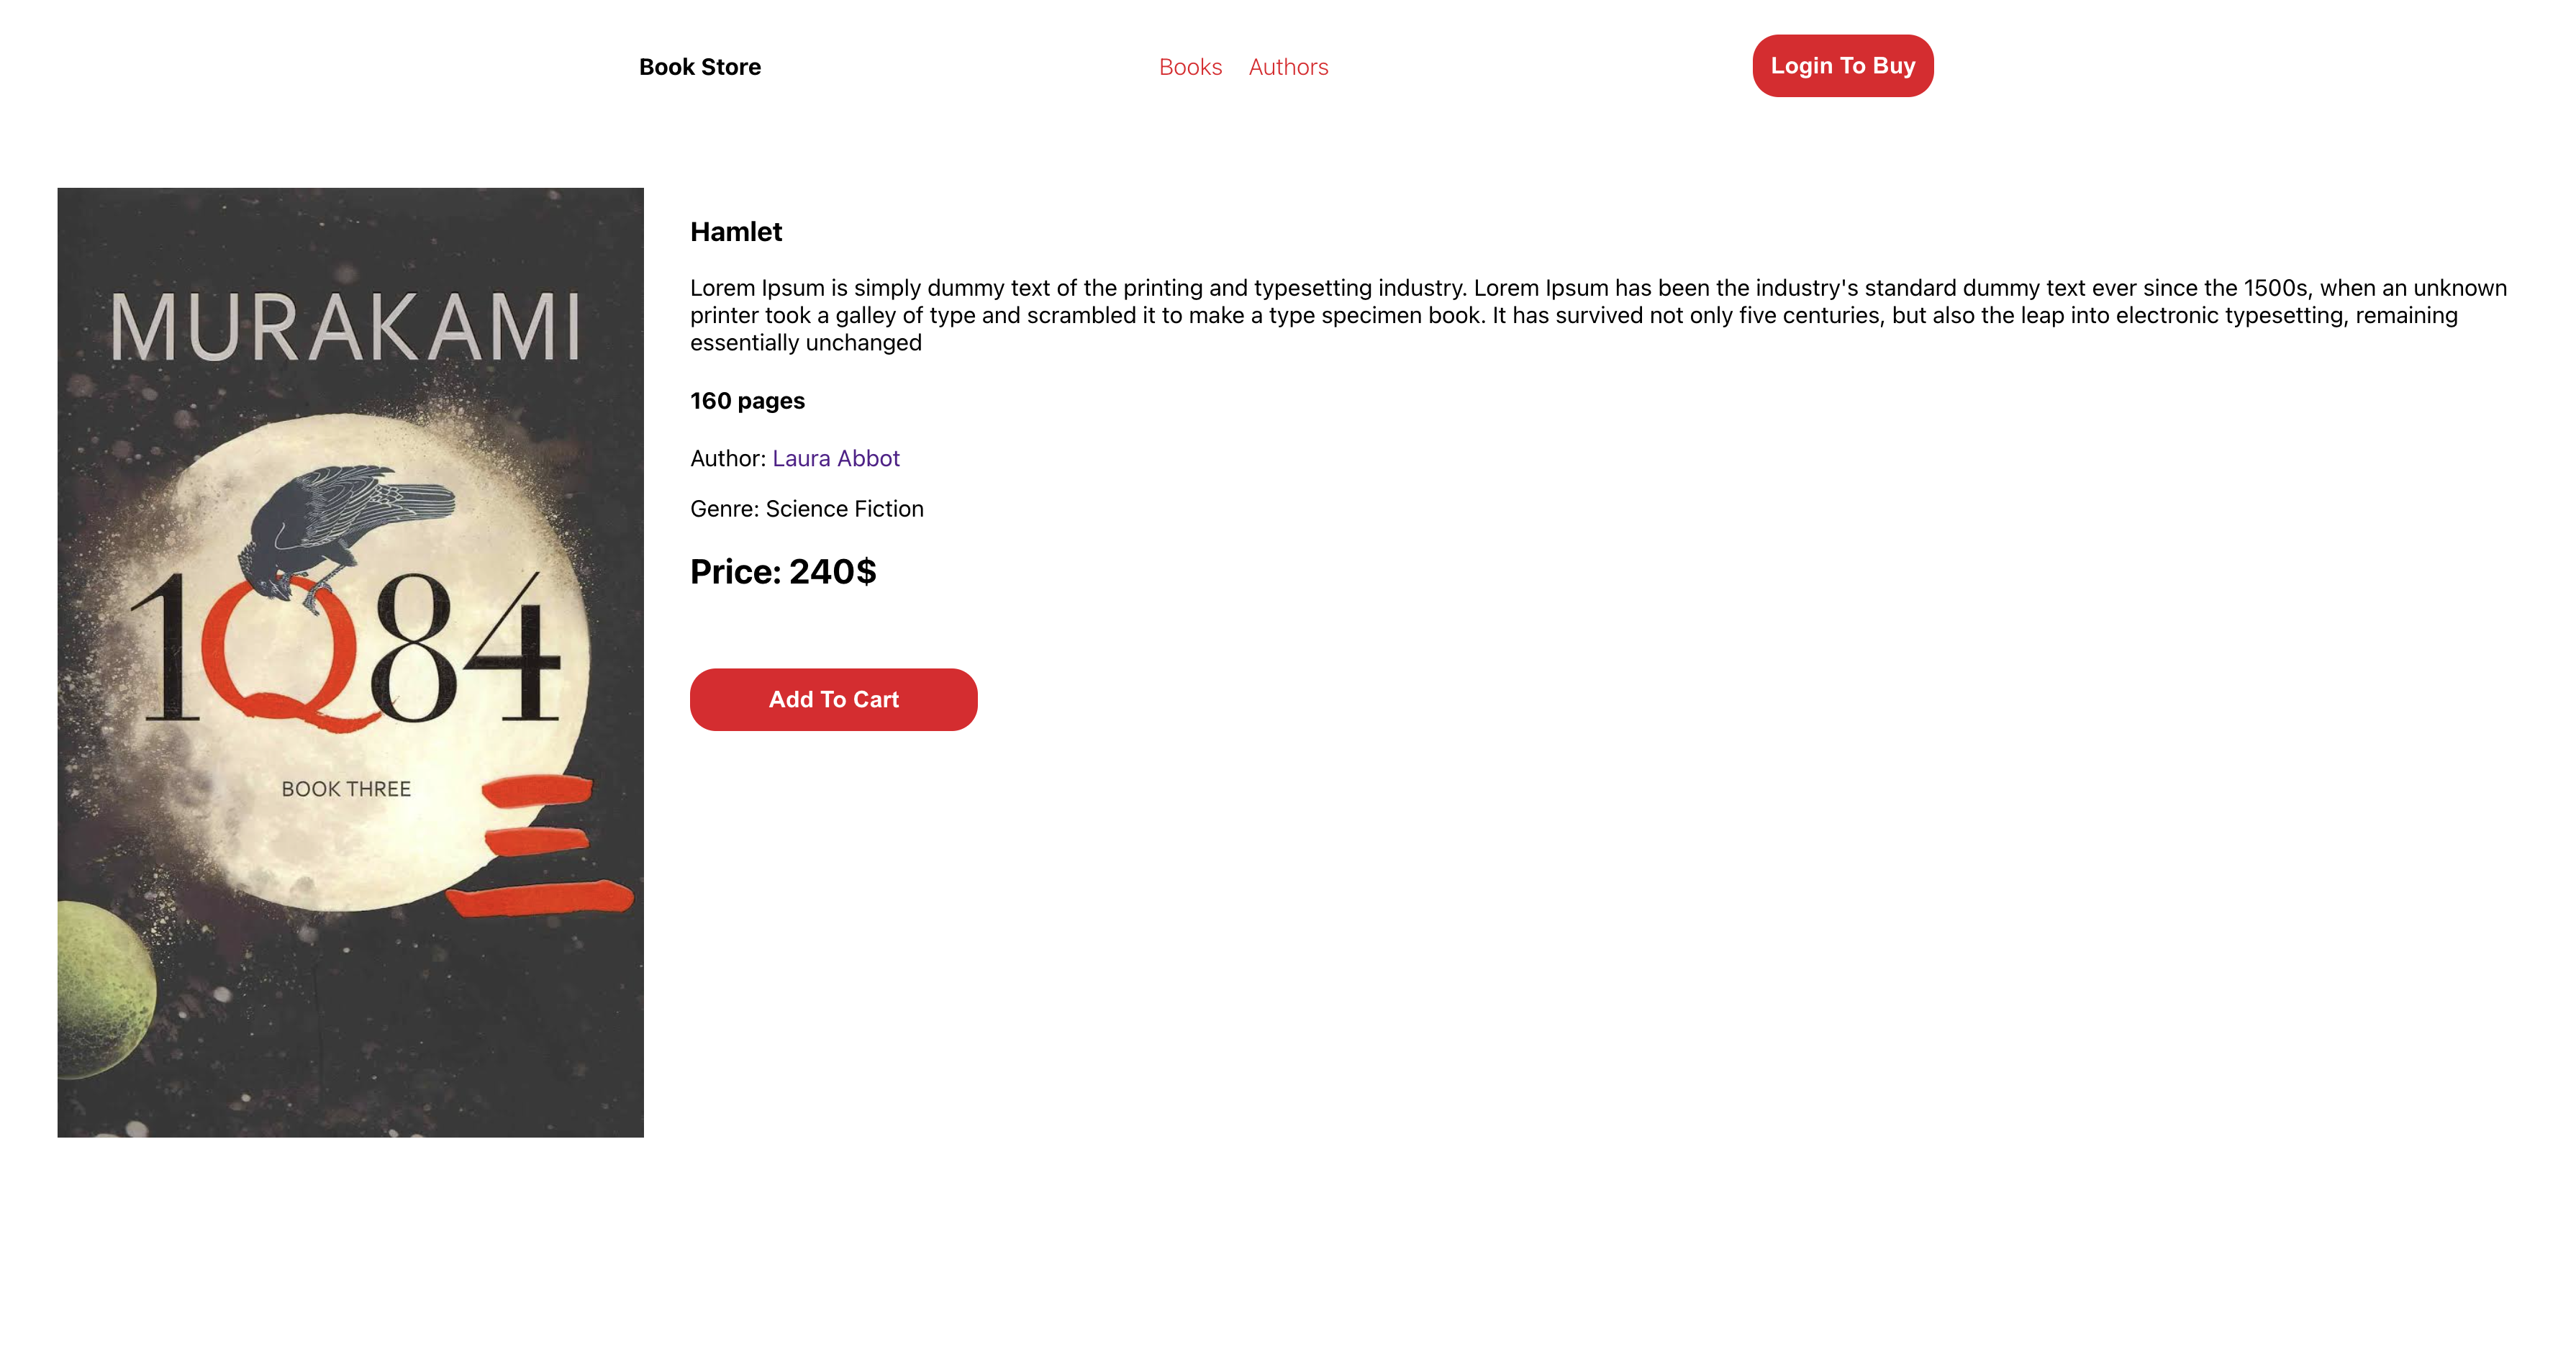 Book Store
Books
Authors
Login To Buy
MURAKAMI
1Q84
BOOK THREE
三
Hamlet
Lorem Ipsum is simply dummy text of the printing and typesetting industry. Lorem Ipsum has been the industry's standard dummy text ever since the 1500s, when an unknown
printer took a galley of type and scrambled it to make a type specimen book. It has survived not only five centuries, but also the leap into electronic typesetting, remaining
essentially unchanged
160 pages
Author: Laura Abbot
Genre: Science Fiction
Price: 240$
Add To Cart